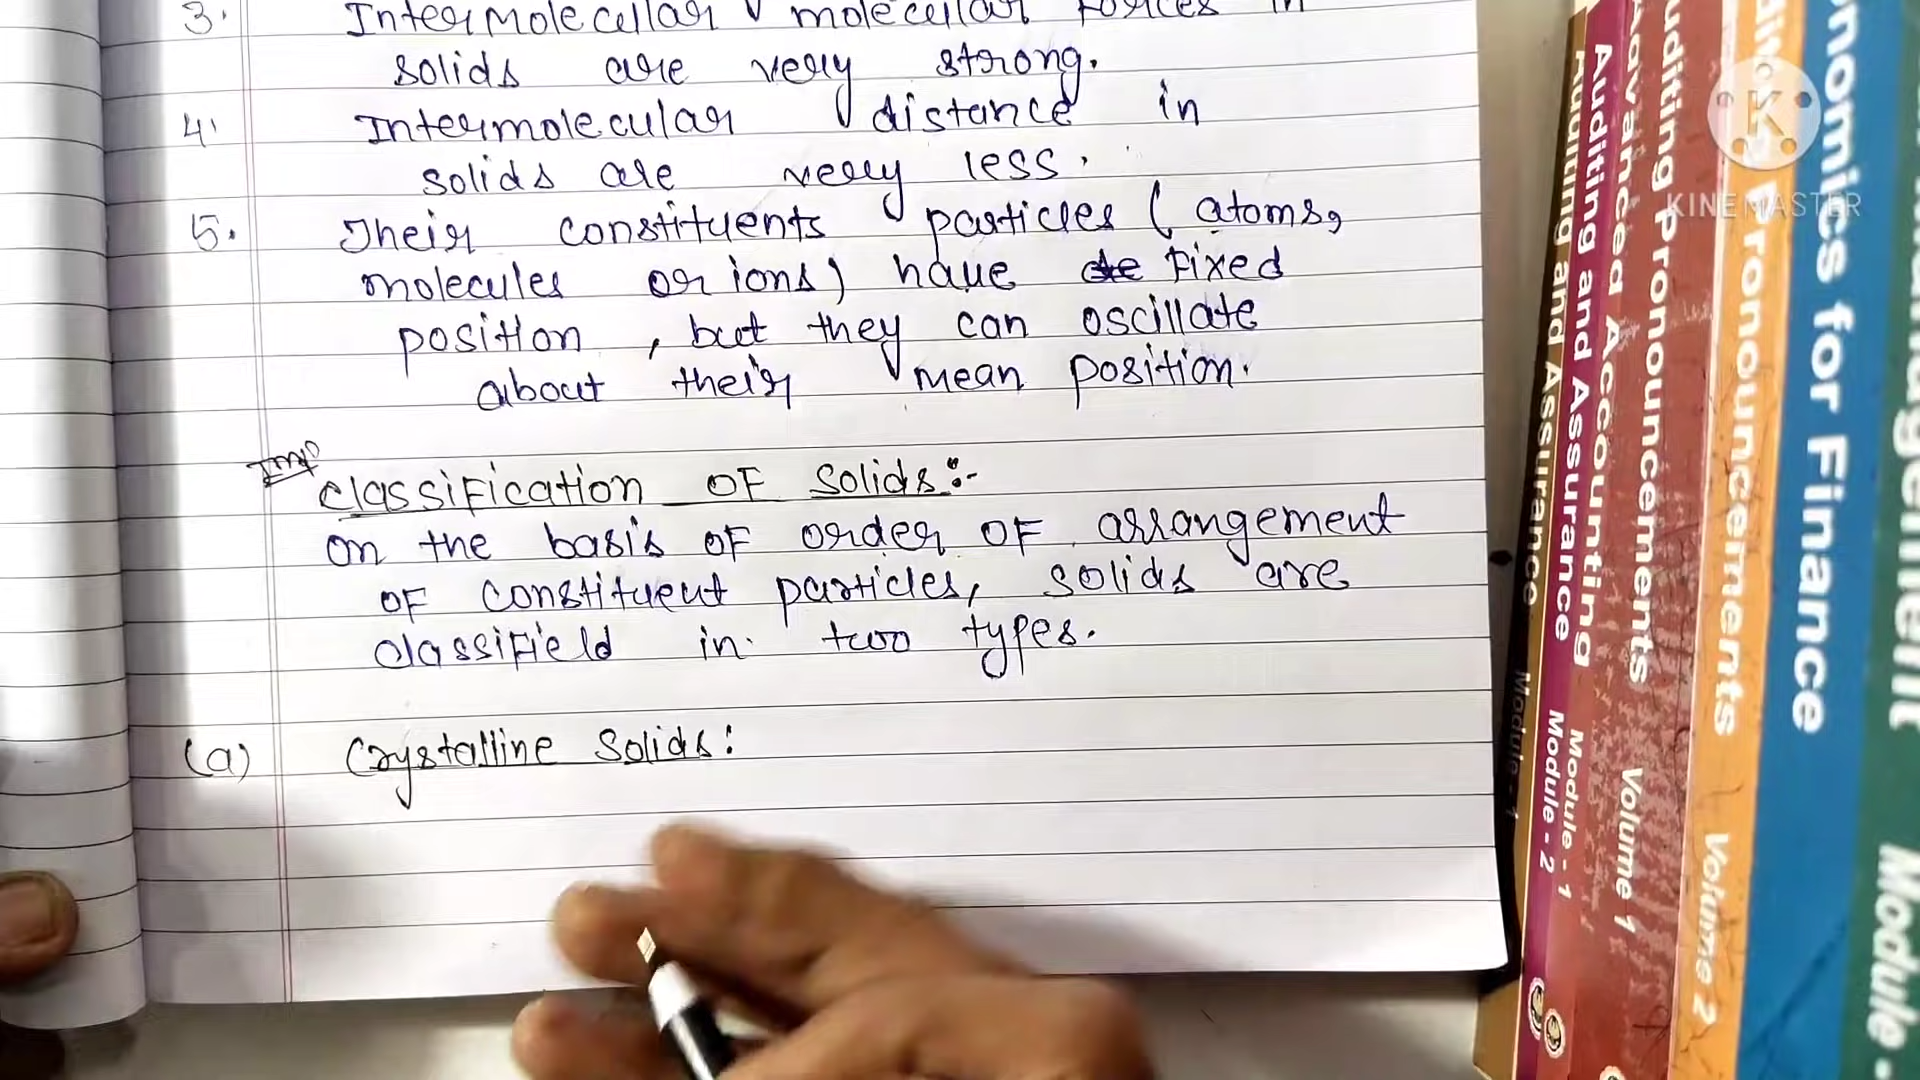 3. Intermolecular molecular forces in
solids are very strong.
4. Intermolecular distance in
solids are very less.
5. Their constituents particles ( atoms,
molecules or ions) have fixed
position , but they can oscillate
about their mean position.
Imp
Classification OF Solids:-
on the basis OF order OF arrangement
OF constituent particles, solids are
classifield in two types.
(a) Crystalline Solids:
K
KINEMASTER
Module - 1
Auditing and Assurance
Auditing and Assurance Module - 2
Advanced Accounting Module - 1
Auditing Pronouncements Volume 1
Pronouncements Volume 2
nomics for Finance
Management Module -